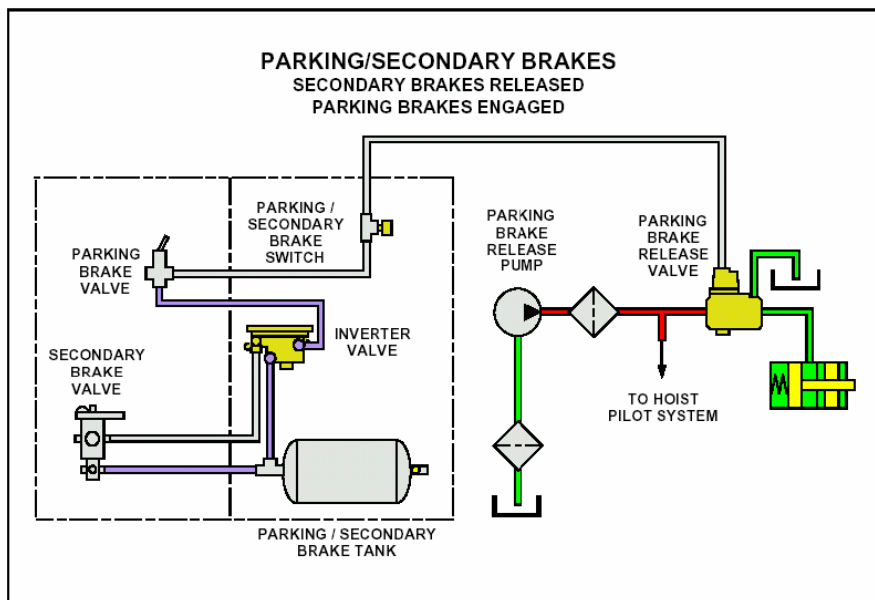 PARKING/SECONDARY BRAKES
SECONDARY BRAKES RELEASED
PARKING BRAKES ENGAGED
PARKING /
SECONDARY
BRAKE
SWITCH
PARKING
BRAKE
RELEASE
PUMP
PARKING
BRAKE
RELEASE
VALVE
PARKING
BRAKE
VALVE
INVERTER
VALVE
SECONDARY
BRAKE
VALVE
TO HOIST
PILOT SYSTEM
PARKING / SECONDARY
BRAKE TANK